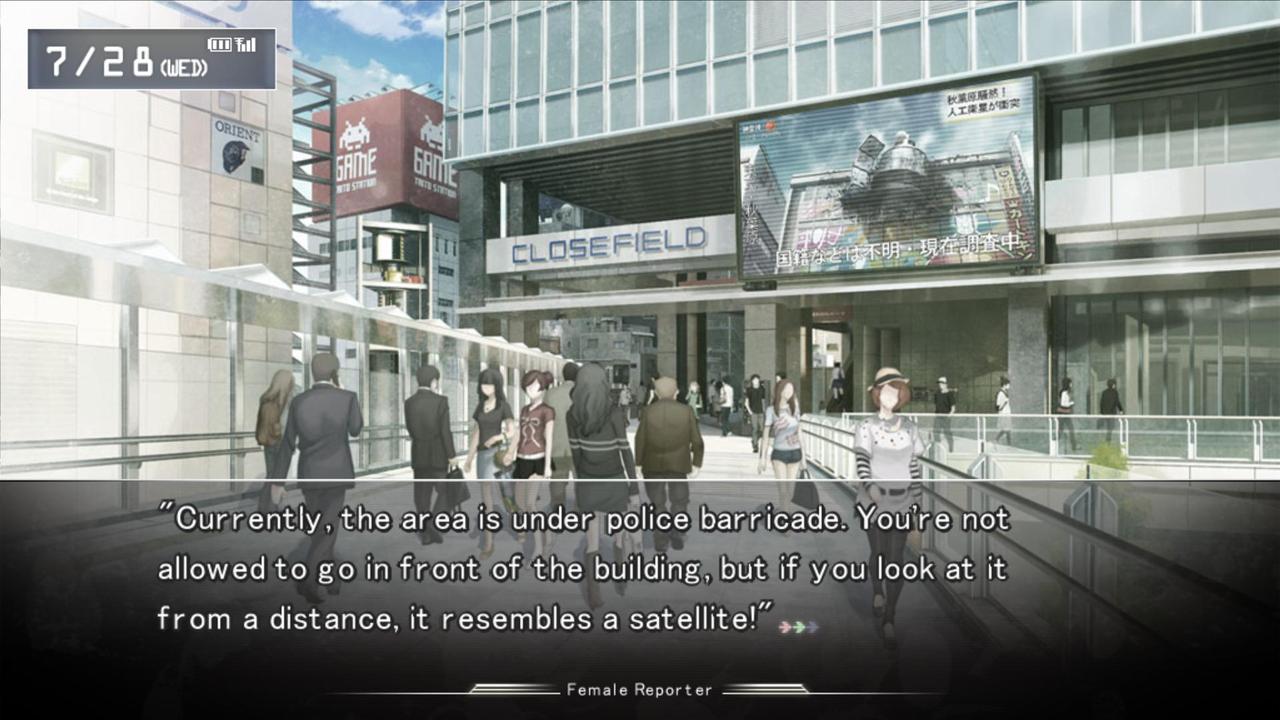 7/28(WED)
ORIENT
GAME
TAITO STATION
GAME
TAITO STATION
CLOSEFIELD
秋葉原騒然！
人工衛星が衝突
国籍などは不明・現在調査中
"Currently, the area is under police barricade. You're not
allowed to go in front of the building, but if you look at it
from a distance, it resembles a satellite!"
Female Reporter